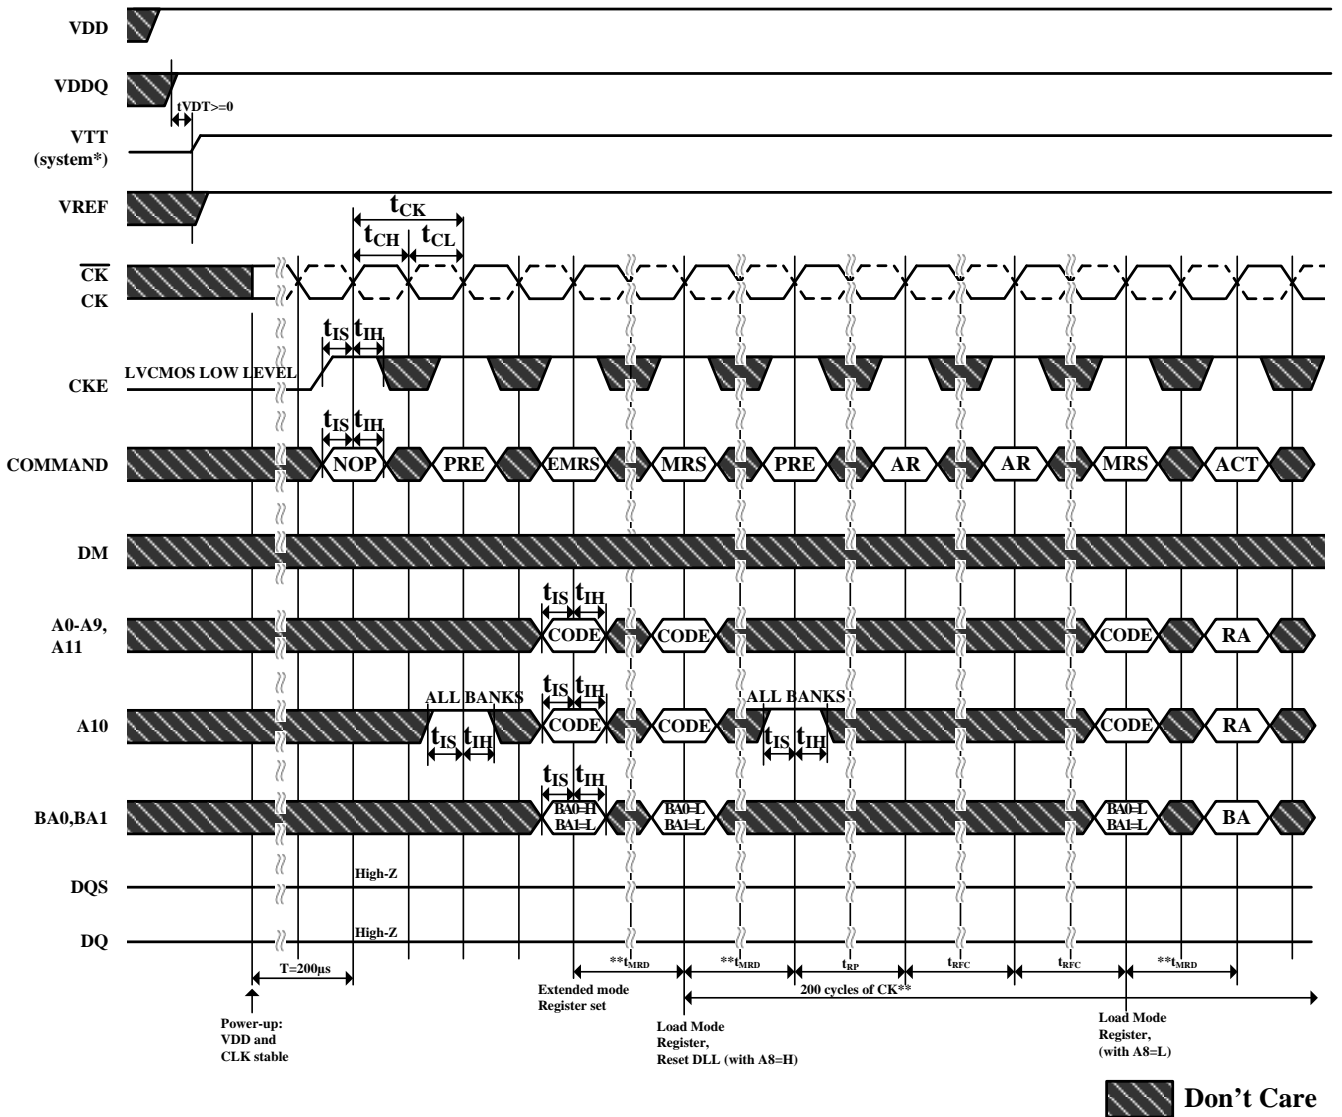 VDD
VDDQ
tVDT>=0
VTT
(system*)
VREF
tCK
tCH
tCL
CK
CK
tIS
tIH
LVCMOS LOW LEVEL
CKE
tIS
tIH
COMMAND
NOP
PRE
EMRS
MRS
PRE
AR
AR
MRS
ACT
DM
tIS
tIH
A0-A9,
A11
CODE
CODE
CODE
RA
tIS
tIH
ALL BANKS
ALL BANKS
A10
CODE
CODE
CODE
RA
tIS
tIH
tIS
tIH
tIS
tIH
BA0,BA1
BA0=H
BA1=L
BA0=L
BA1=L
BA0=L
BA1=L
BA
High-Z
DQS
High-Z
DQ
T=200µs
**tMRD
**tMRD
tRP
tRFC
tRFC
**tMRD
Extended mode
Register set
200 cycles of CK**
Power-up:
VDD and
CLK stable
Load Mode
Register,
Reset DLL (with A8=H)
Load Mode
Register,
(with A8=L)
Don't Care